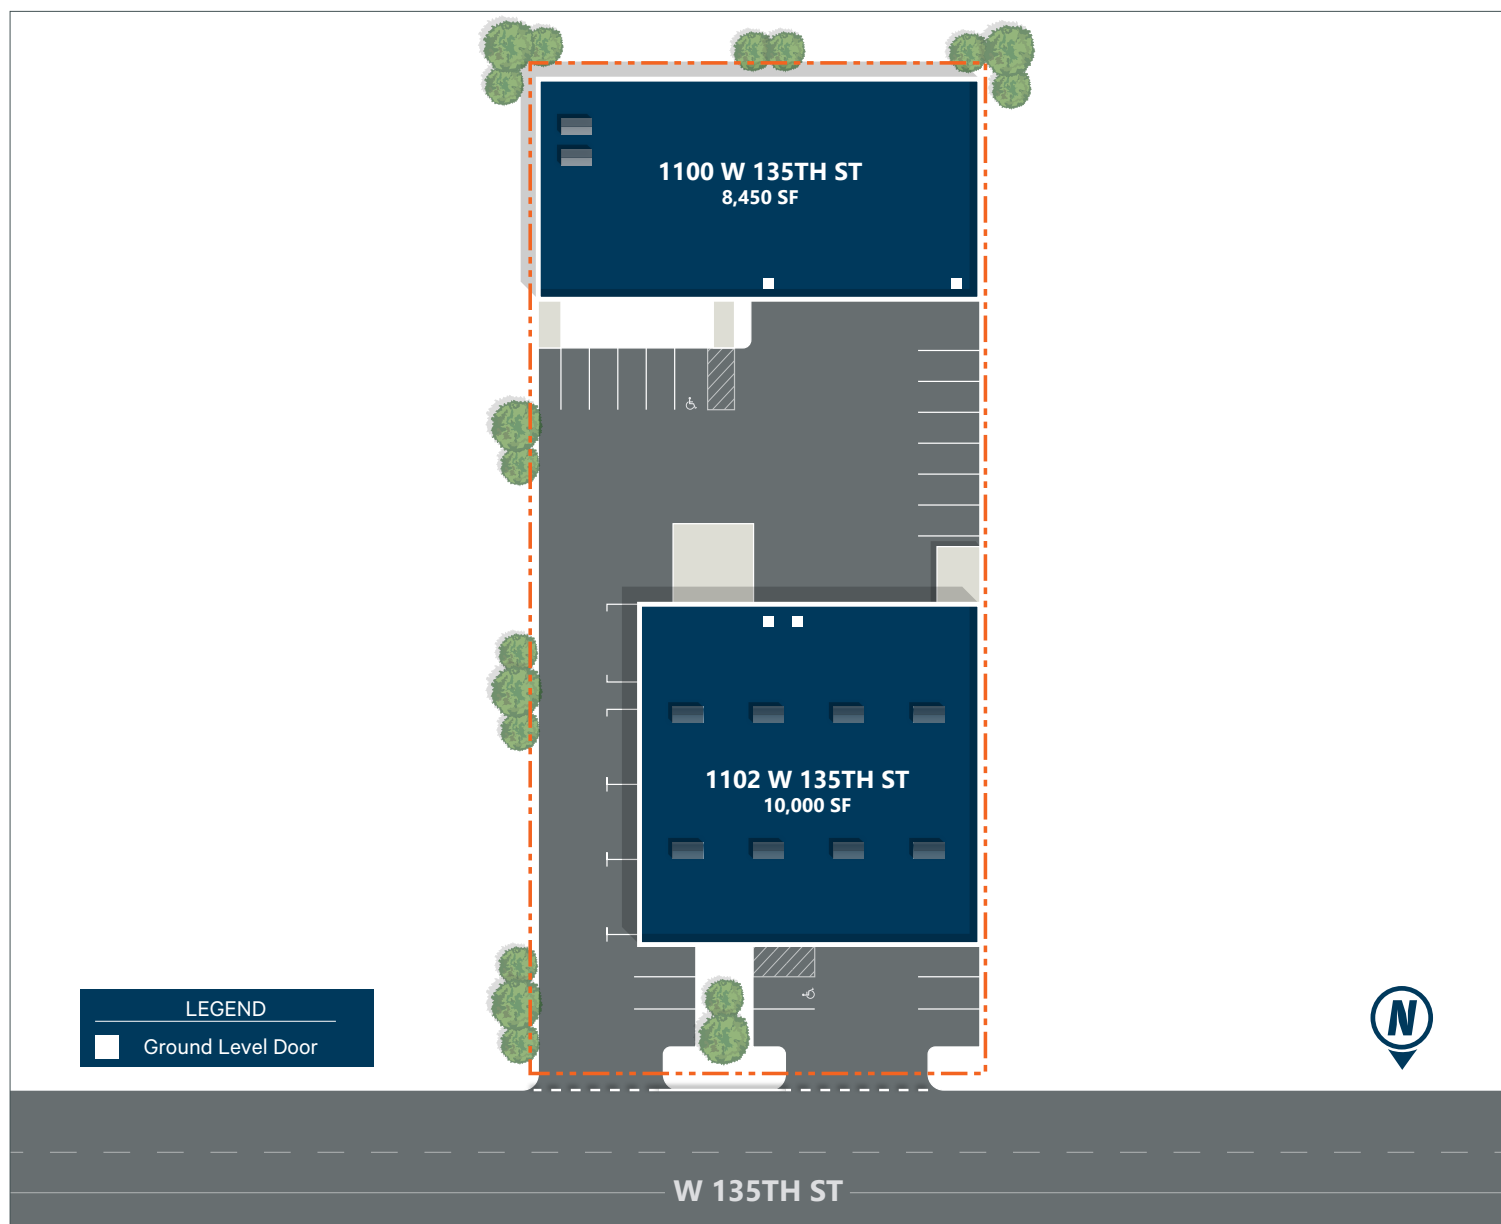 1100 W 135TH ST
8,450 SF
1102 W 135TH ST
10,000 SF
LEGEND
Ground Level Door
N
W 135TH ST